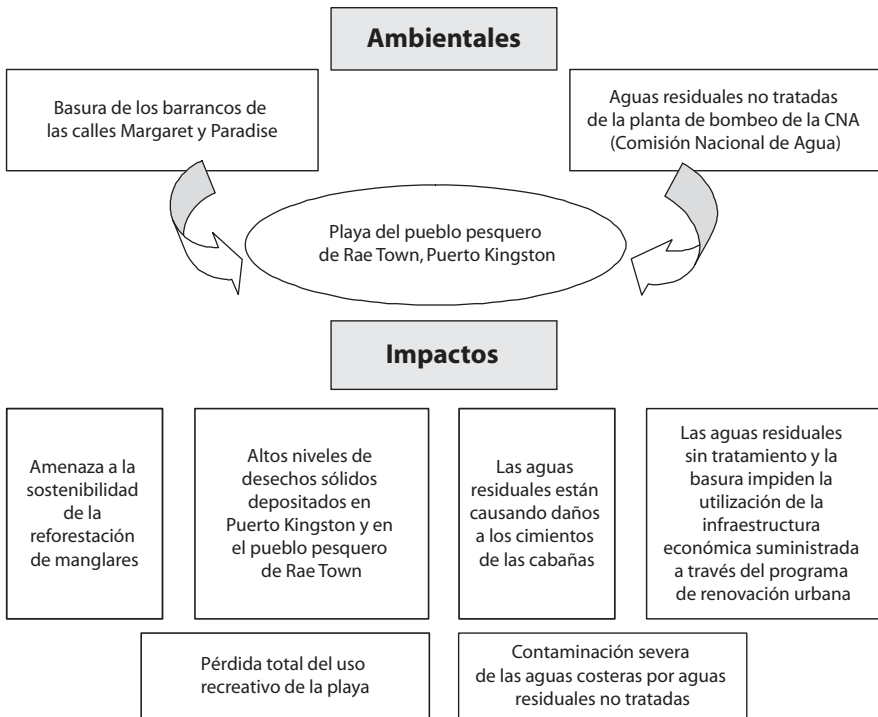 Ambientales
Basura de los barrancos de
las calles Margaret y Paradise
Aguas residuales no tratadas
de la planta de bombeo de la CNA
(Comisión Nacional de Agua)
Playa del pueblo pesquero
de Rae Town, Puerto Kingston
Impactos
Amenaza a la
sostenibilidad
de la
reforestación
de manglares
Altos niveles de
desechos sólidos
depositados en
Puerto Kingston y en
el pueblo pesquero
de Rae Town
Las aguas
residuales están
causando daños
a los cimientos
de las cabañas
Las aguas residuales
sin tratamiento y la
basura impiden la
utilización de la
infraestructura
económica suministrada
a través del programa
de renovación urbana
Pérdida total del uso
recreativo de la playa
Contaminación severa
de las aguas costeras por aguas
residuales no tratadas